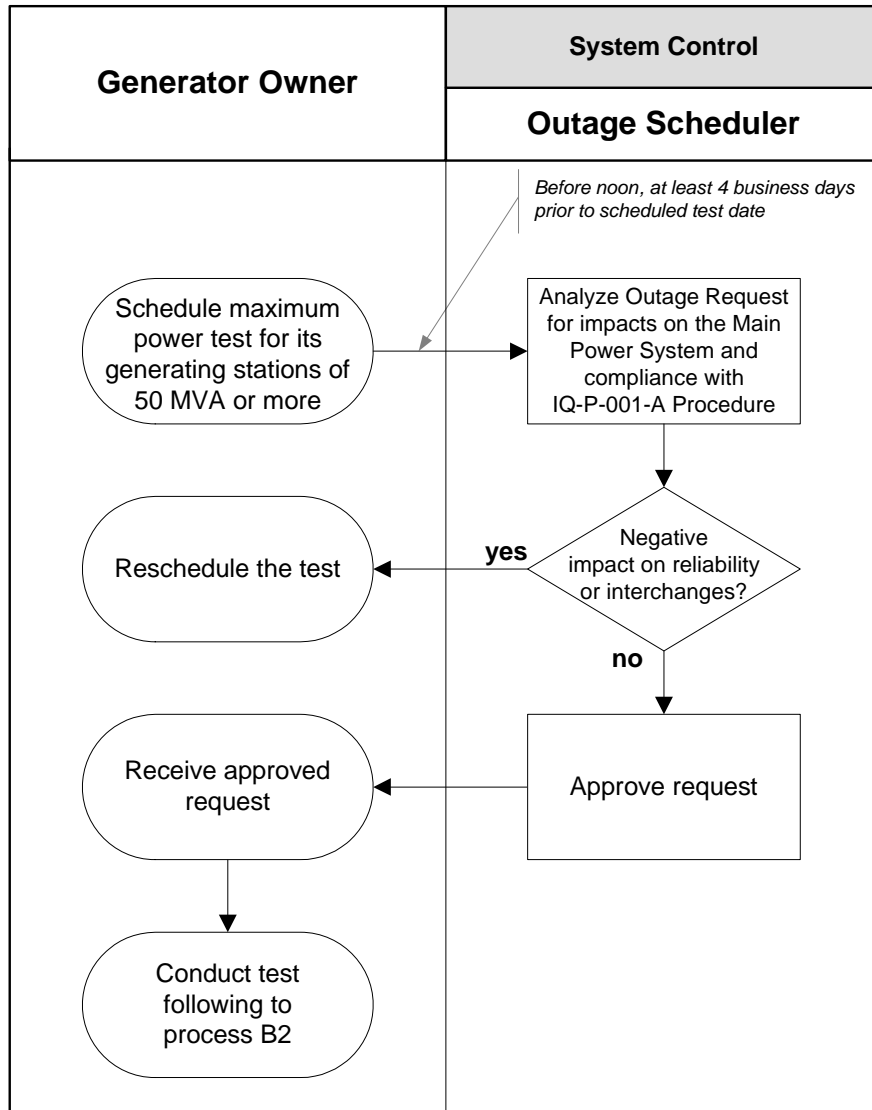 Generator Owner
System Control
Outage Scheduler
Before noon, at least 4 business days
prior to scheduled test date
Schedule maximum
power test for its
generating stations of
50 MVA or more
Analyze Outage Request
for impacts on the Main
Power System and
compliance with
IQ-P-001-A Procedure
Reschedule the test
yes
Negative
impact on reliability
or interchanges?
no
Receive approved
request
Approve request
Conduct test
following to
process B2